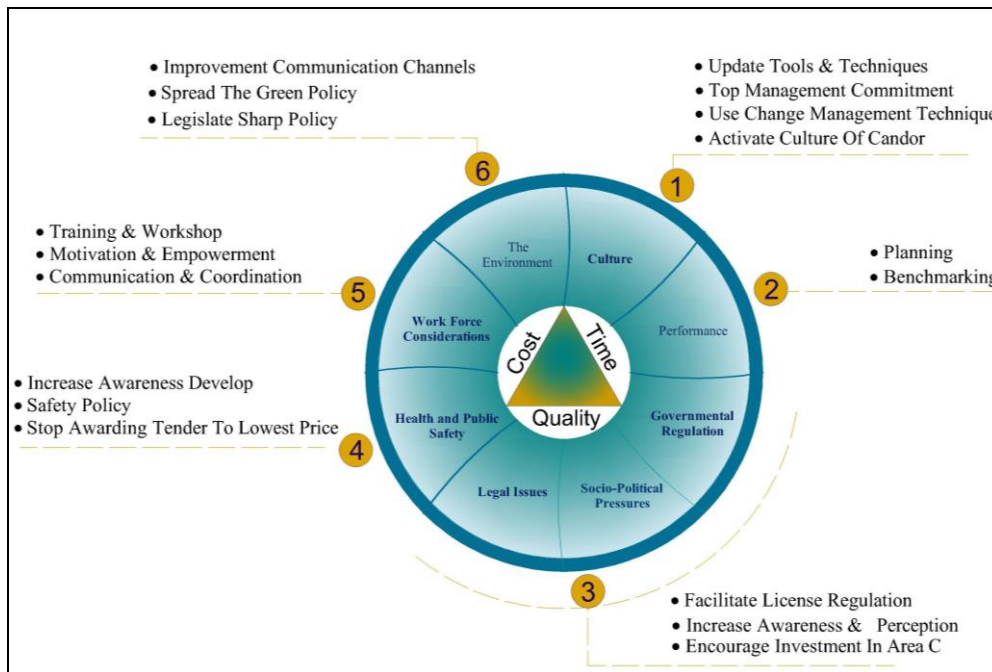 • Improvement Communication Channels
• Spread The Green Policy
• Legislate Sharp Policy
• Update Tools & Techniques
• Top Management Commitment
• Use Change Management Technique
• Activate Culture Of Candor
6
1
• Training & Workshop
• Motivation & Empowerment
• Communication & Coordination
5
• Planning
• Benchmarking
2
The
Environment
Culture
Work Force
Considerations
Performance
Cost
Time
Quality
• Increase Awareness Develop
• Safety Policy
• Stop Awarding Tender To Lowest Price
4
Health and Public
Safety
Governmental
Regulation
Legal Issues
Socio-Political
Pressures
3
• Facilitate License Regulation
• Increase Awareness & Perception
• Encourage Investment In Area C